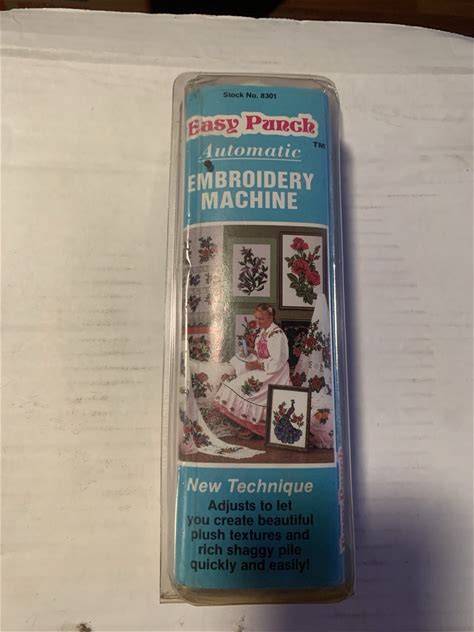 Stock No. 8301
Easy Punch
TM
Automatic
EMBROIDERY
MACHINE
New Technique
Adjusts to let
you create beautiful
plush textures and
rich shaggy pile
quickly and easily!